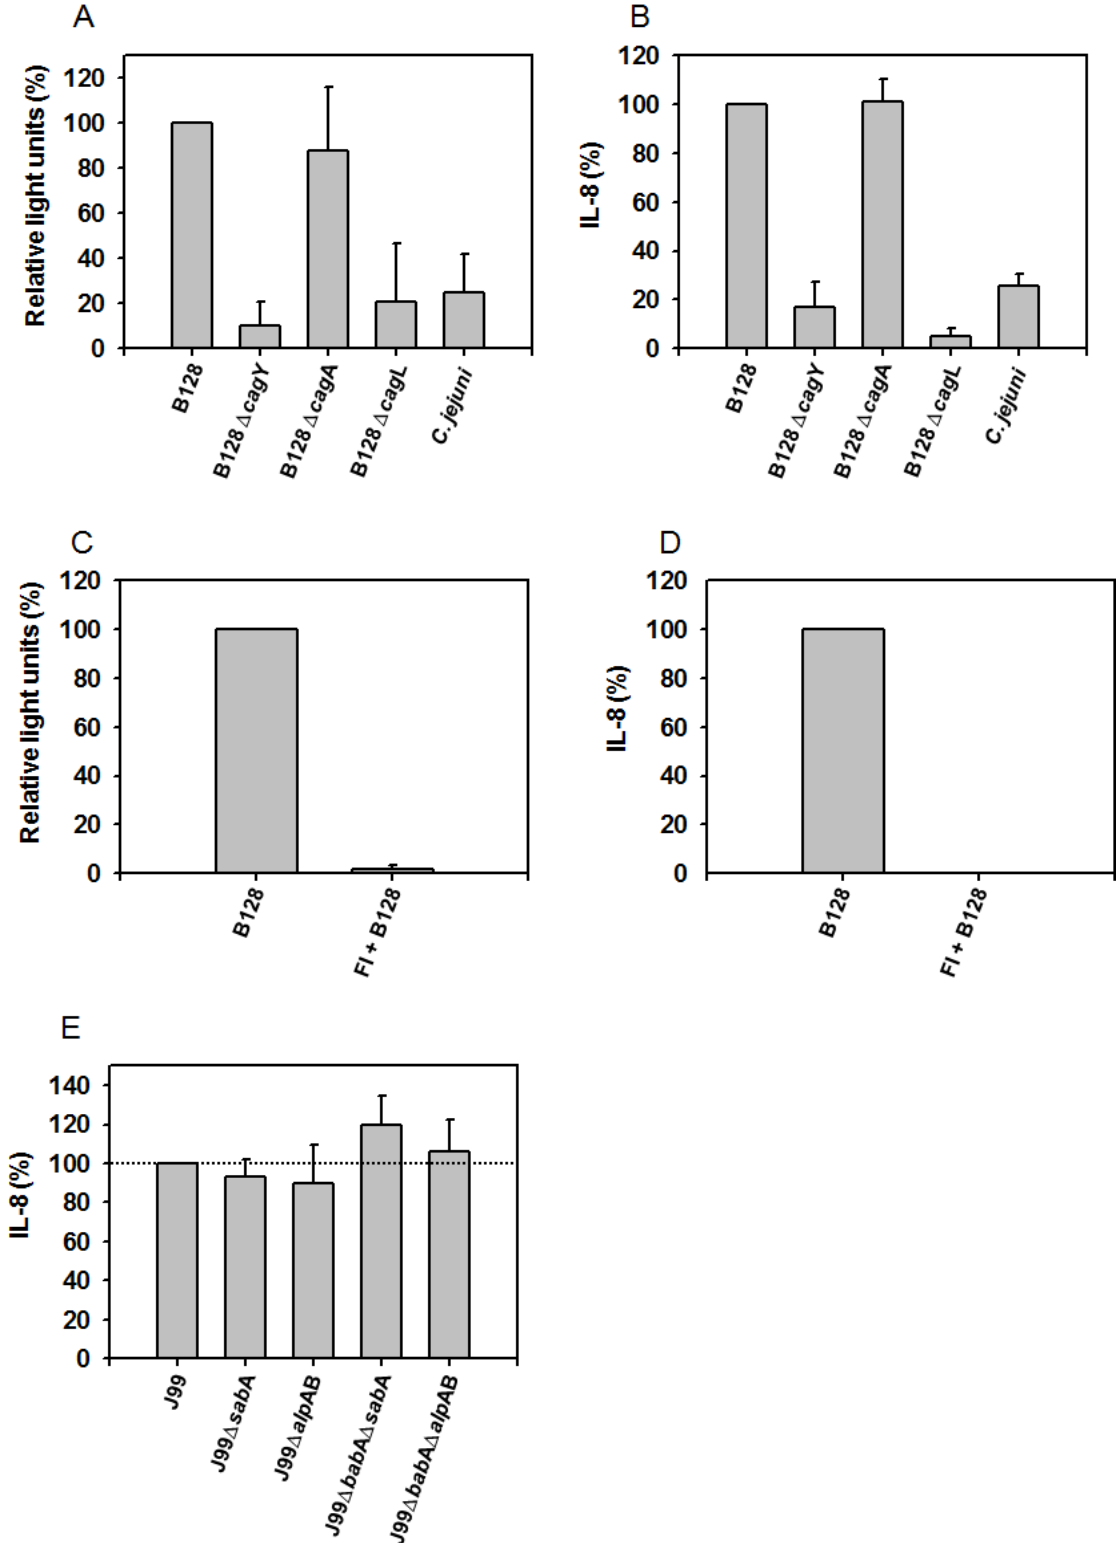 A
Relative light units (%)
120
100
80
60
40
20
0
B128
B128 ΔcagY
B128 ΔcagA
B128 ΔcagL
C. jejuni
B
IL-8 (%)
120
100
80
60
40
20
0
B128
B128 ΔcagY
B128 ΔcagA
B128 ΔcagL
C. jejuni
C
Relative light units (%)
120
100
80
60
40
20
0
B128
FI + B128
D
IL-8 (%)
120
100
80
60
40
20
0
B128
FI + B128
E
IL-8 (%)
140
120
100
80
60
40
20
0
J99
J99ΔsabA
J99ΔalpAB
J99ΔbabAΔsabA
J99ΔbabAΔalpAB